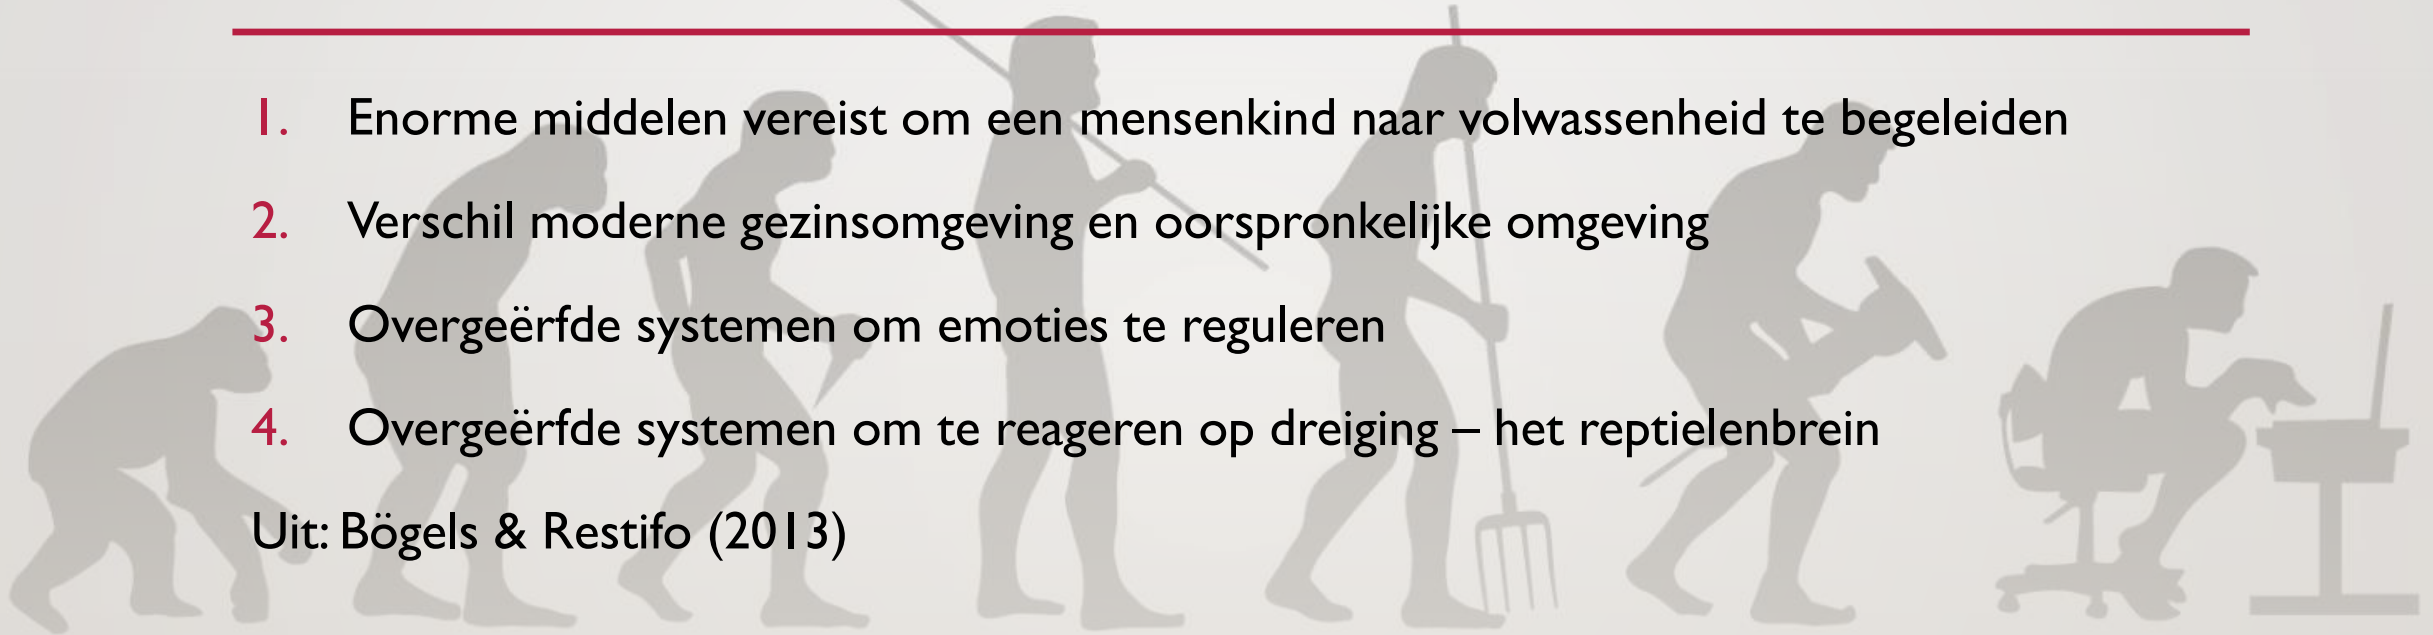 1. Enorme middelen vereist om een mensenkind naar volwassenheid te begeleiden
2. Verschil moderne gezinsomgeving en oorspronkelijke omgeving
3. Overgeërfde systemen om emoties te reguleren
4. Overgeërfde systemen om te reageren op dreiging – het reptielenbrein
Uit: Bögels & Restifo (2013)